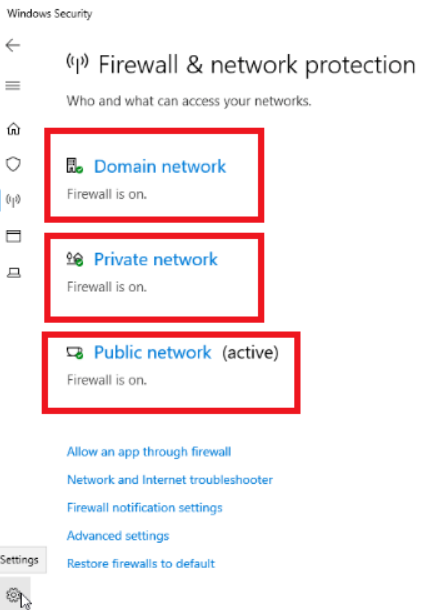 Windows Security
Firewall & network protection
Who and what can access your networks.
Domain network
Firewall is on.
Private network
Firewall is on.
Public network (active)
Firewall is on.
Allow an app through firewall
Network and Internet troubleshooter
Firewall notification settings
Advanced settings
Restore firewalls to default
Settings